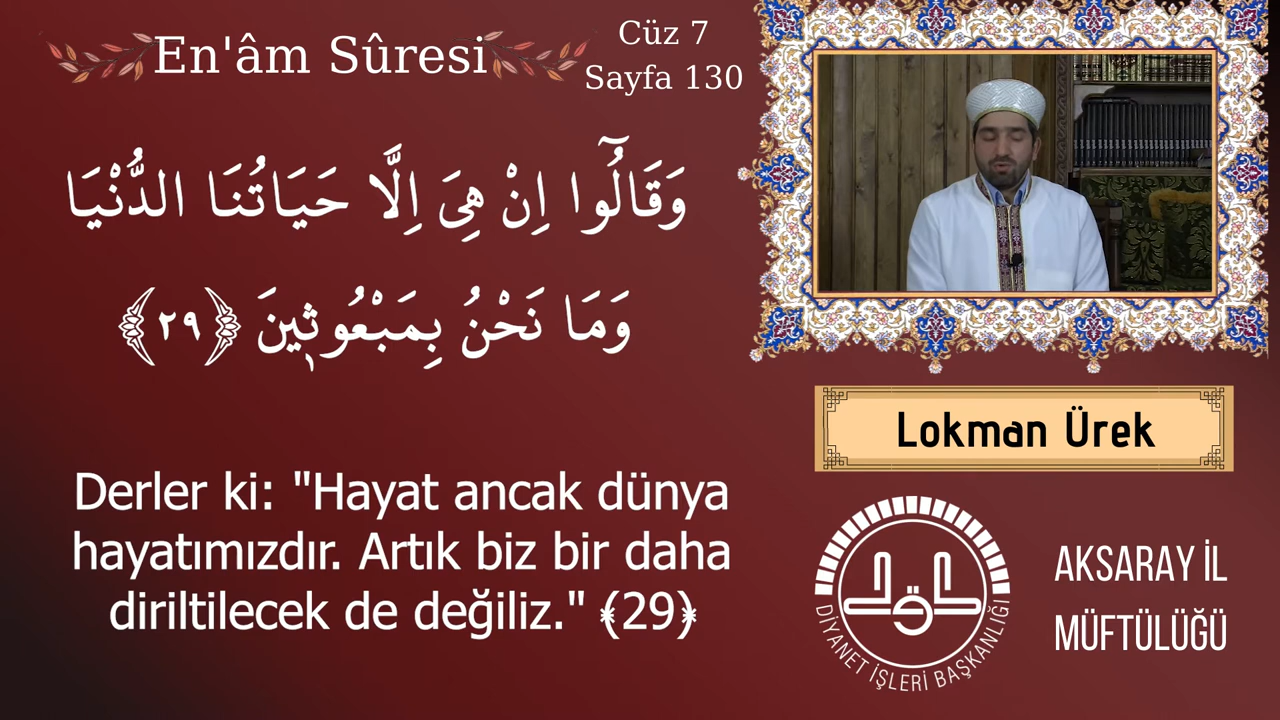 En'âm Sûresi
Cüz 7
Sayfa 130
وَقَالُٓوا اِنْ هِيَ اِلَّا حَيَاتُنَا الدُّنْيَا
وَمَا نَحْنُ بِمَبْعُوث۪ينَ ﴿٢٩﴾
Derler ki: "Hayat ancak dünya
hayatımızdır. Artık biz bir daha
diriltilecek de değiliz." ﴾29﴿
Lokman Ürek
DİYANET İŞLERİ BAŞKANLIĞI
AKSARAY İL
MÜFTÜLÜĞÜ